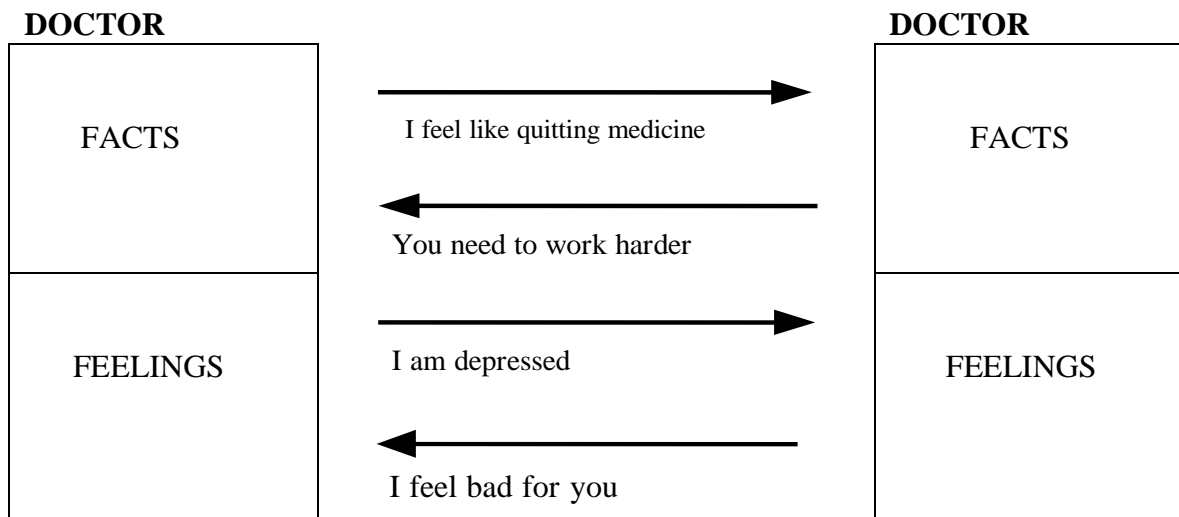 DOCTOR
DOCTOR
I feel like quitting medicine
FACTS
FACTS
You need to work harder
I am depressed
FEELINGS
FEELINGS
I feel bad for you